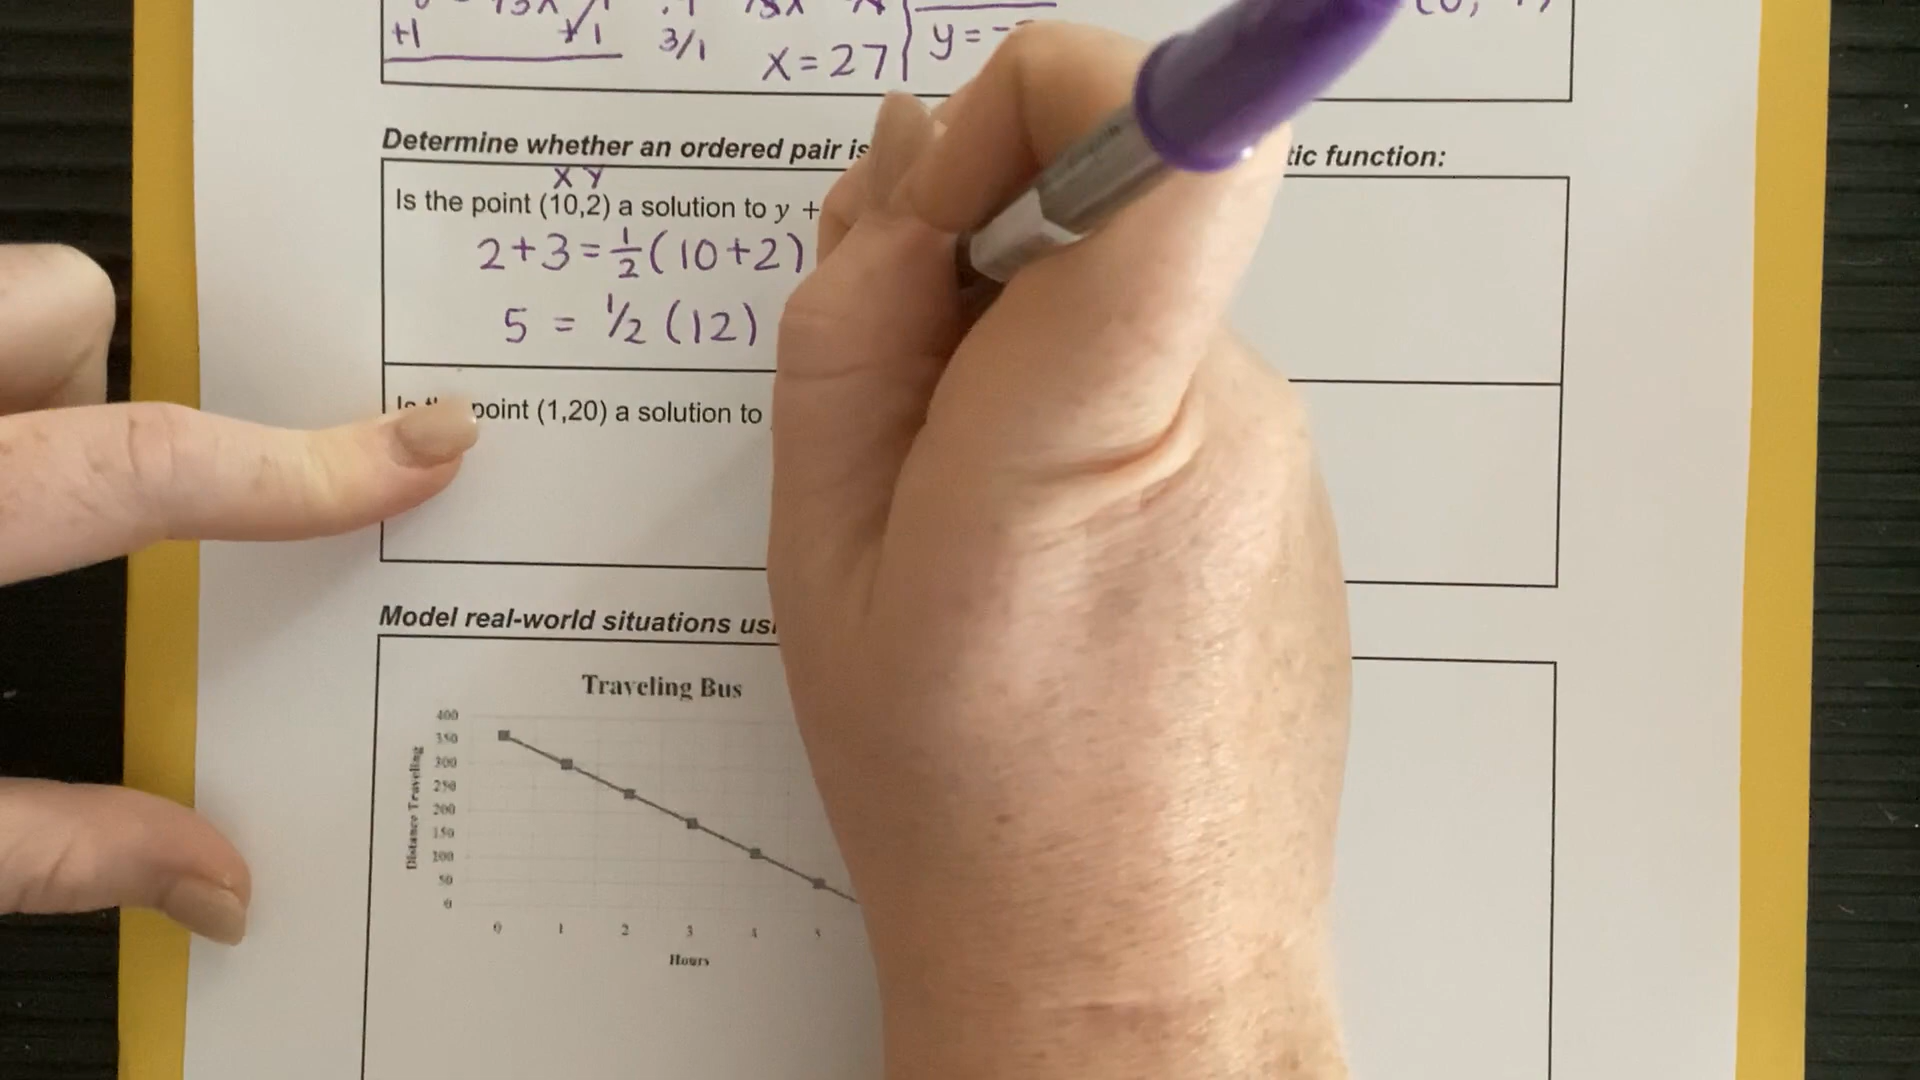 +1 +1 3/1 x=27 y=-
Determine whether an ordered pair is tic function:
x y
Is the point (10,2) a solution to y +
2+3=½(10+2)
5 = ½ (12)
point (1,20) a solution to
Model real-world situations
Traveling Bus
400
350
300
250
200
150
100
50
0
Distance Traveling
0 1 2 3 4 5
Hours